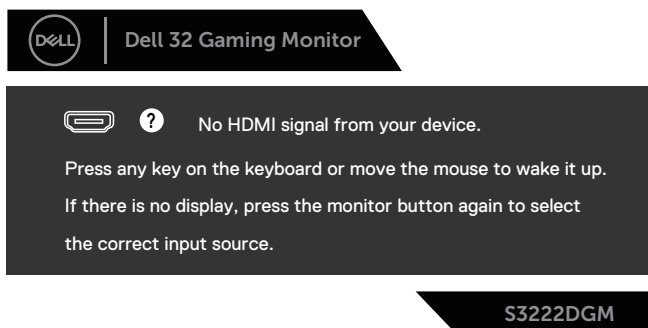 DELL
Dell 32 Gaming Monitor
? No HDMI signal from your device.
Press any key on the keyboard or move the mouse to wake it up.
If there is no display, press the monitor button again to select
the correct input source.
S3222DGM